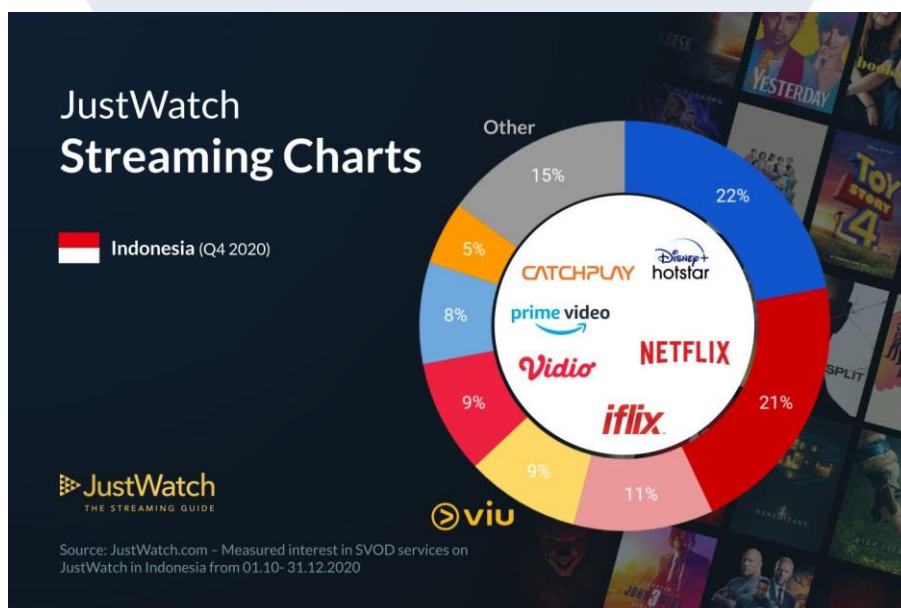 JustWatch
Streaming Charts
Indonesia (Q4 2020)
Other
15%
22%
5%
8%
9%
9%
11%
21%
CATCHPLAY
Disney+
hotstar
prime video
Vidio
NETFLIX
iflix
viu
JustWatch
THE STREAMING GUIDE
Source: JustWatch.com – Measured interest in SVOD services on
JustWatch in Indonesia from 01.10- 31.12.2020
YESTERDAY
TOY
STORY
4
SPLIT
HEREDITARY